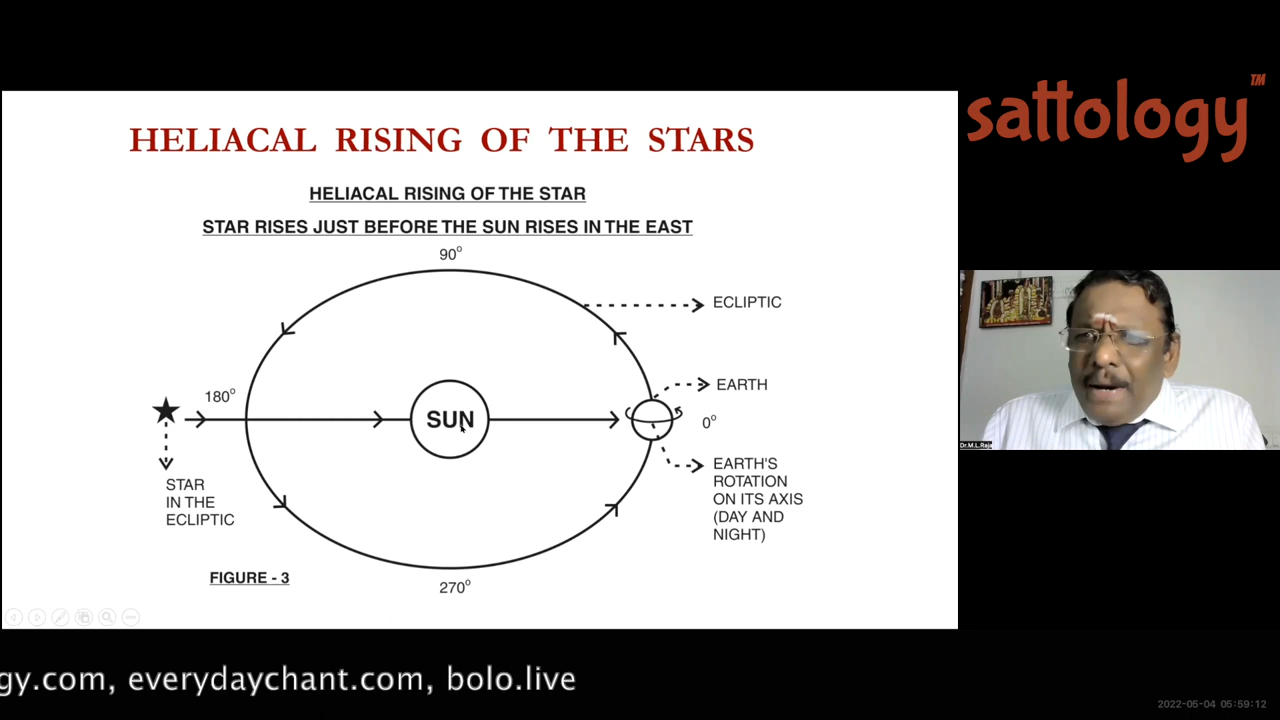 HELIACAL RISING OF THE STARS
sattology™
HELIACAL RISING OF THE STAR
STAR RISES JUST BEFORE THE SUN RISES IN THE EAST
90°
ECLIPTIC
EARTH
180°
SUN
0°
STAR
IN THE
ECLIPTIC
EARTH'S
ROTATION
ON ITS AXIS
(DAY AND
NIGHT)
FIGURE - 3
270°
Dr.M.L.Raja
gy.com, everydaychant.com, bolo.live
2022-05-04 05:59:12